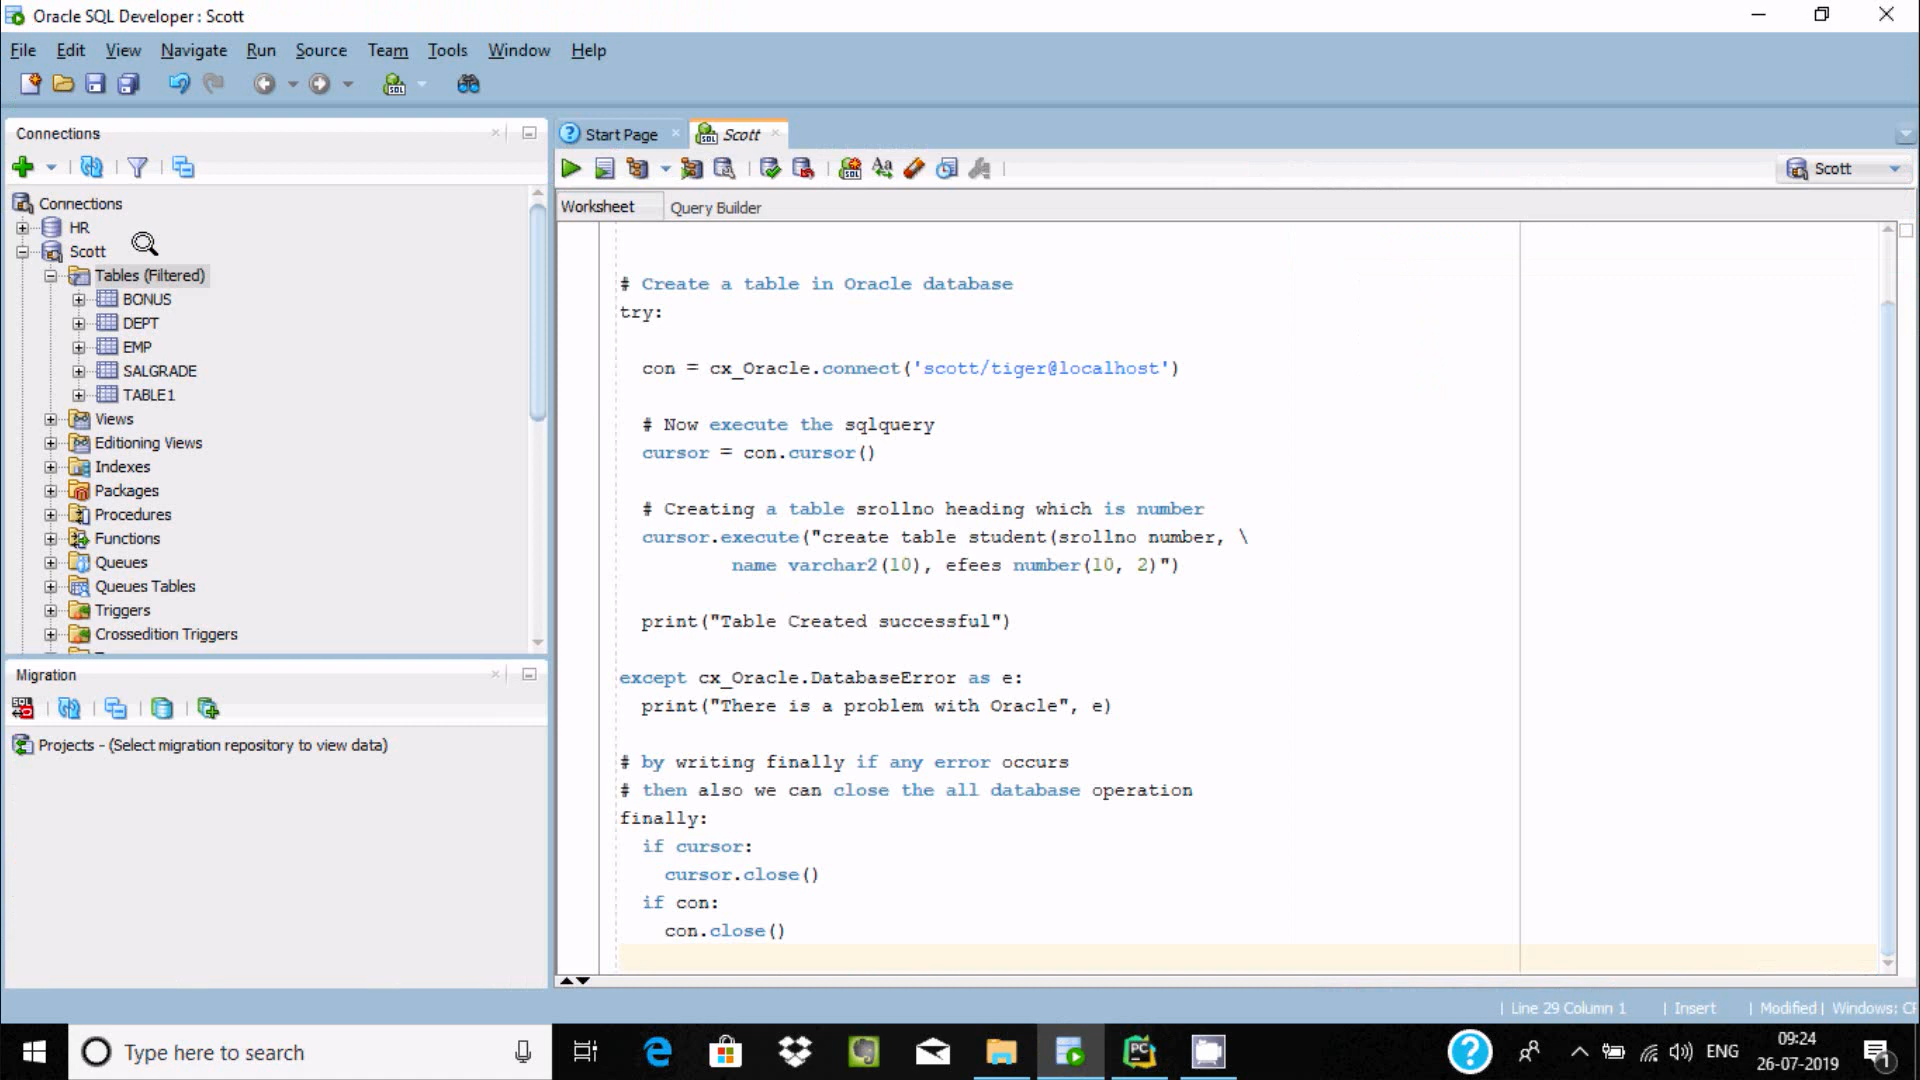 Oracle SQL Developer : Scott
File Edit View Navigate Run Source Team Tools Window Help
Connections
Start Page
Scott
Scott
Worksheet
Query Builder
Connections
HR
Scott
Tables (Filtered)
BONUS
DEPT
EMP
SALGRADE
TABLE1
Views
Editioning Views
Indexes
Packages
Procedures
Functions
Queues
Queues Tables
Triggers
Crossedition Triggers
Migration
Projects - (Select migration repository to view data)
# Create a table in Oracle database
try:
con = cx_Oracle.connect('scott/tiger@localhost')
# Now execute the sqlquery
cursor = con.cursor()
# Creating a table srollno heading which is number
cursor.execute("create table student(srollno number, \
name varchar2(10), efees number(10, 2)")
print("Table Created successful")
except cx_Oracle.DatabaseError as e:
print("There is a problem with Oracle", e)
# by writing finally if any error occurs
# then also we can close the all database operation
finally:
if cursor:
cursor.close()
if con:
con.close()
Line 29 Column 1 | Insert | Modified | Windows:
Type here to search
ENG
09:24
26-07-2019
1